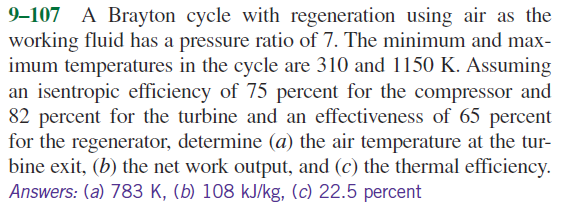 9–107 A Brayton cycle with regeneration using air as the
working fluid has a pressure ratio of 7. The minimum and max-
imum temperatures in the cycle are 310 and 1150 K. Assuming
an isentropic efficiency of 75 percent for the compressor and
82 percent for the turbine and an effectiveness of 65 percent
for the regenerator, determine (a) the air temperature at the tur-
bine exit, (b) the net work output, and (c) the thermal efficiency.
Answers: (a) 783 K, (b) 108 kJ/kg, (c) 22.5 percent